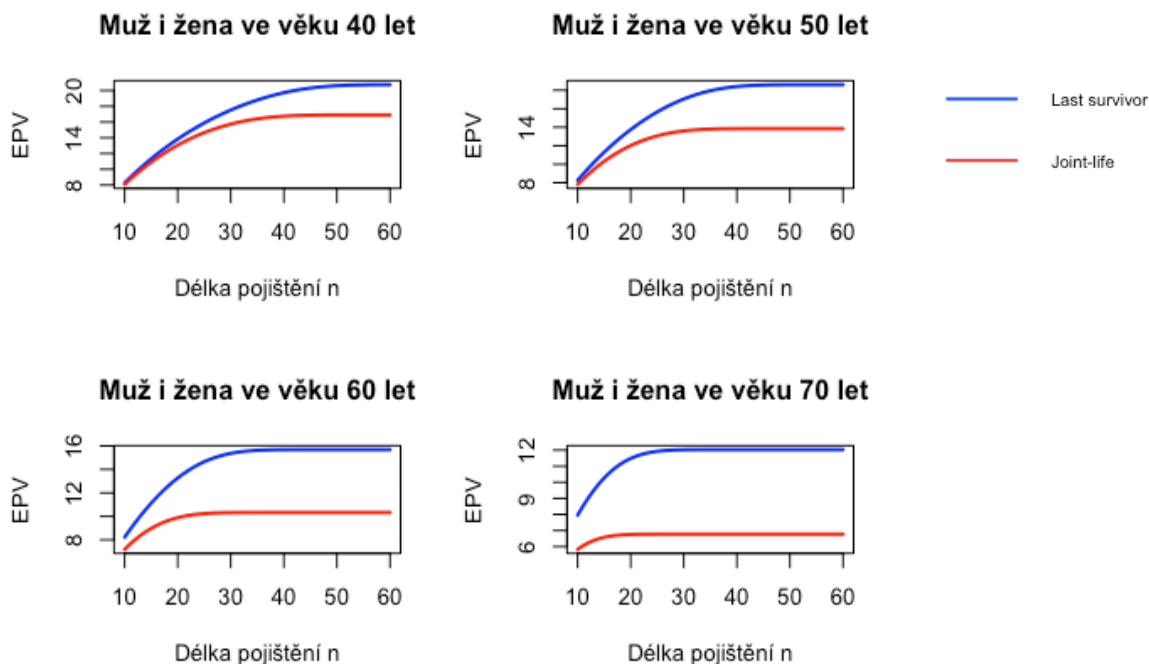 Muž i žena ve věku 40 let
EPV
20
14
8
10 20 30 40 50 60
Délka pojištění n
Muž i žena ve věku 50 let
EPV
14
8
10 20 30 40 50 60
Délka pojištění n
Last survivor
Joint-life
Muž i žena ve věku 60 let
EPV
16
12
8
10 20 30 40 50 60
Délka pojištění n
Muž i žena ve věku 70 let
EPV
12
9
6
10 20 30 40 50 60
Délka pojištění n